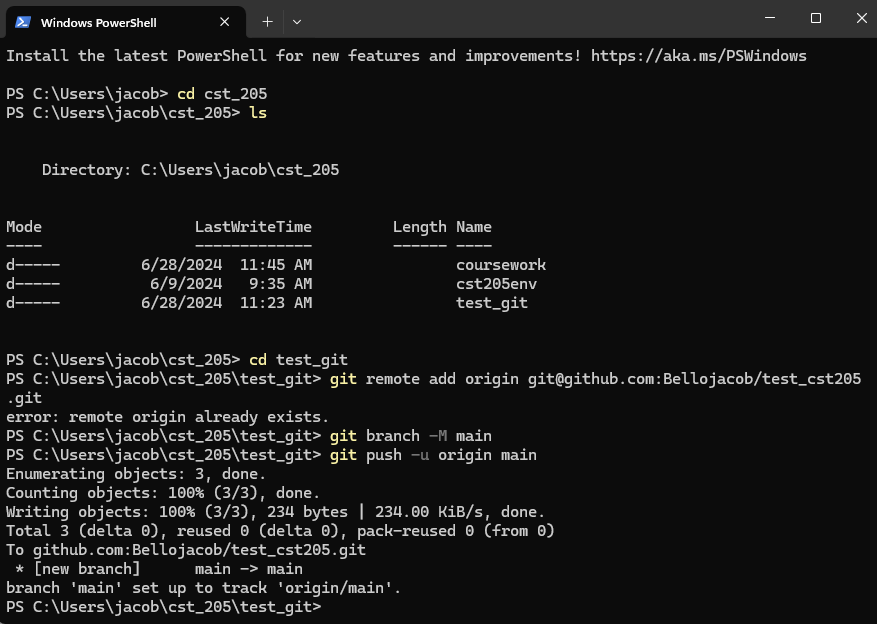 Windows PowerShell
Install the latest PowerShell for new features and improvements! https://aka.ms/PSWindows
PS C:\Users\jacob> cd cst_205
PS C:\Users\jacob\cst_205> ls
    Directory: C:\Users\jacob\cst_205
Mode                 LastWriteTime         Length Name
----                 -------------         ------ ----
d-----         6/28/2024  11:45 AM                coursework
d-----          6/9/2024   9:35 AM                cst205env
d-----         6/28/2024  11:23 AM                test_git
PS C:\Users\jacob\cst_205> cd test_git
PS C:\Users\jacob\cst_205\test_git> git remote add origin git@github.com:Bellojacob/test_cst205
.git
error: remote origin already exists.
PS C:\Users\jacob\cst_205\test_git> git branch -M main
PS C:\Users\jacob\cst_205\test_git> git push -u origin main
Enumerating objects: 3, done.
Counting objects: 100% (3/3), done.
Writing objects: 100% (3/3), 234 bytes | 234.00 KiB/s, done.
Total 3 (delta 0), reused 0 (delta 0), pack-reused 0 (from 0)
To github.com:Bellojacob/test_cst205.git
 * [new branch]      main -> main
branch 'main' set up to track 'origin/main'.
PS C:\Users\jacob\cst_205\test_git>